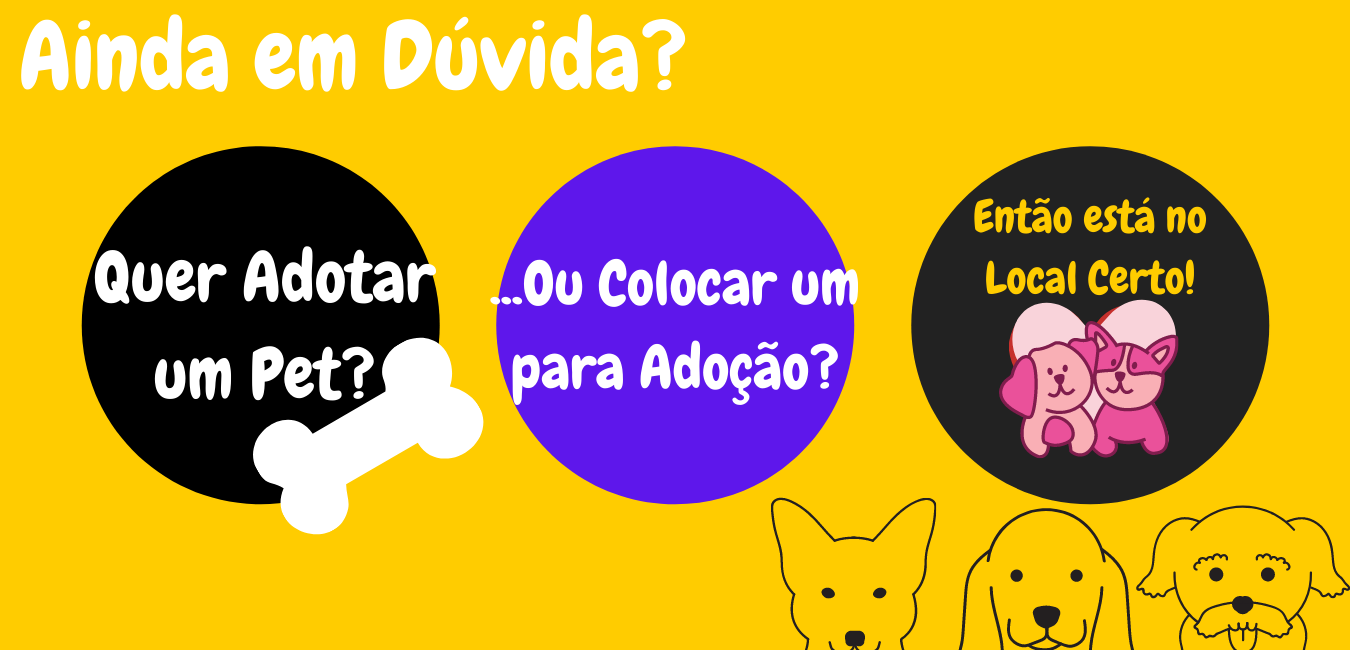 Ainda em Dúvida?
Quer Adotar
um Pet?
...Ou Colocar um
para Adoção?
Então está no
Local Certo!